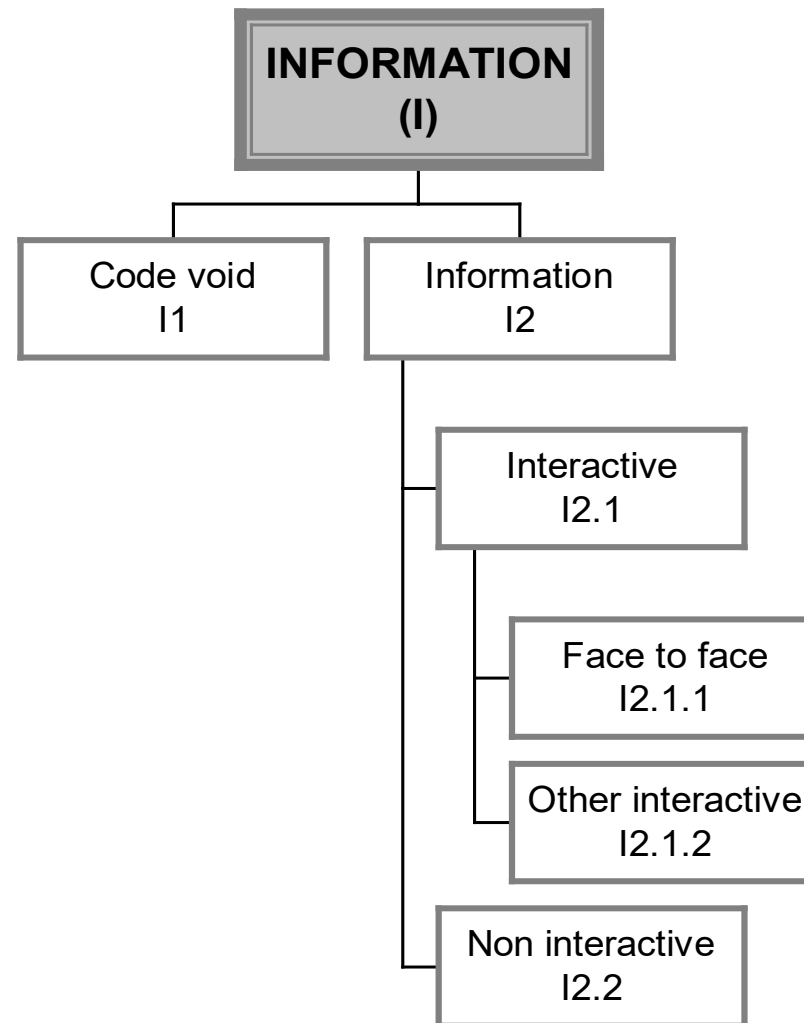 INFORMATION
(I)
Code void
I1
Information
I2
Interactive
I2.1
Face to face
I2.1.1
Other interactive
I2.1.2
Non interactive
I2.2